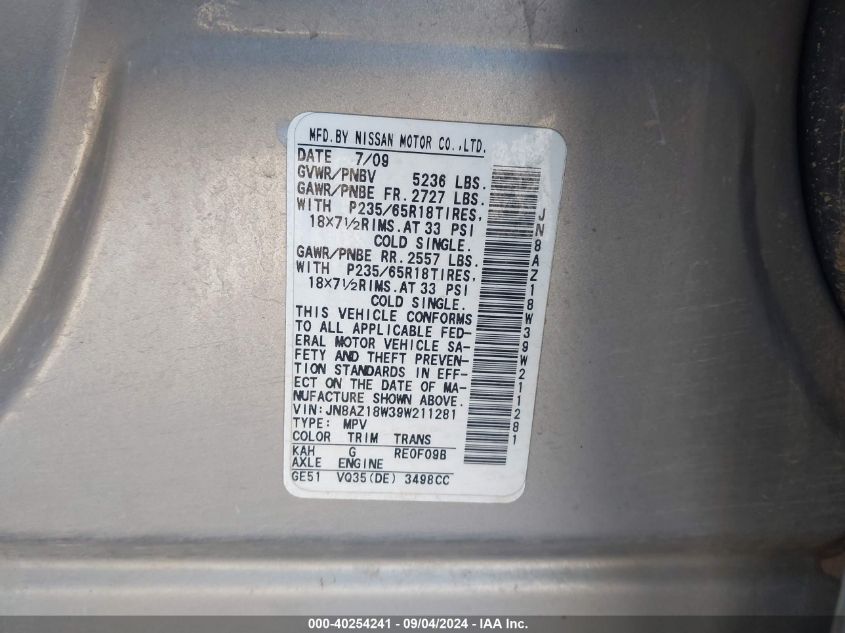 MFD.BY NISSAN MOTOR CO.,LTD.
DATE 7/09
GVWR/PNBV 5236 LBS.
GAWR/PNBE FR. 2727 LBS.
WITH P235/65R18TIRES,
18×7½RIMS.AT 33 PSI
COLD SINGLE.
GAWR/PNBE RR. 2557 LBS.
WITH P235/65R18TIRES,
18×7½RIMS.AT 33 PSI
COLD SINGLE.
THIS VEHICLE CONFORMS
TO ALL APPLICABLE FED-
ERAL MOTOR VEHICLE SA-
FETY AND THEFT PREVEN-
TION STANDARDS IN EFF-
ECT ON THE DATE OF MA-
NUFACTURE SHOWN ABOVE.
VIN: JN8AZ18W39W211281
TYPE: MPV
COLOR TRIM TRANS
KAH G RE0F09B
AXLE ENGINE
GE51 VQ35(DE) 3498CC
JN8AZ18W39W211281
000-40254241 - 09/04/2024 - IAA Inc.